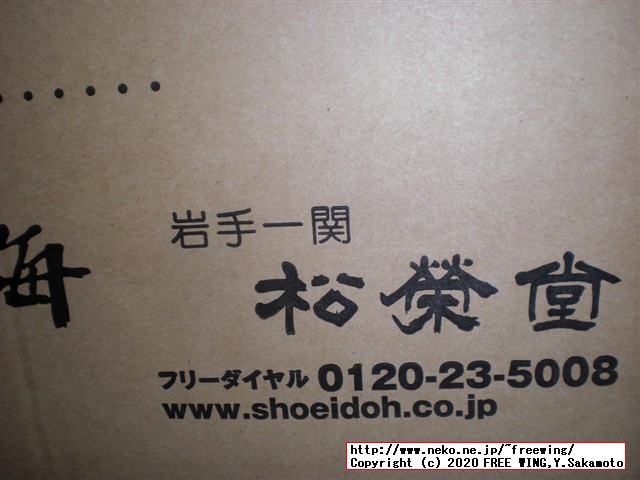 海
岩手一関
松榮堂
フリーダイヤル 0120-23-5008
www.shoeidoh.co.jp
http://www.neko.ne.jp/~freewing/
Copyright (c) 2020 FREE WING,Y.Sakamoto